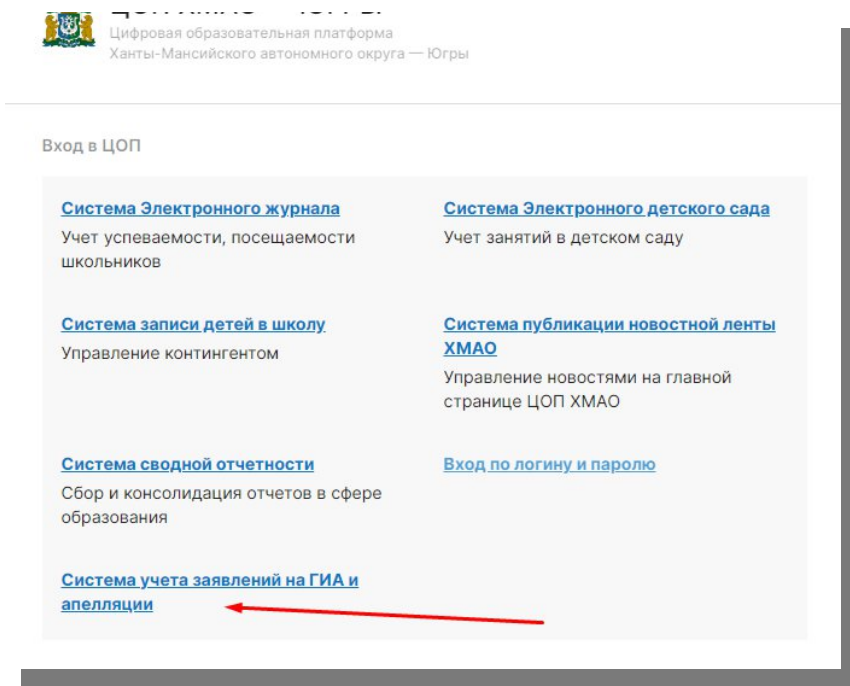 ЦОП ХМАО — ЮГРЫ
Цифровая образовательная платформа
Ханты-Мансийского автономного округа — Югры
Вход в ЦОП
Система Электронного журнала
Учет успеваемости, посещаемости
школьников
Система Электронного детского сада
Учет занятий в детском саду
Система записи детей в школу
Управление контингентом
Система публикации новостной ленты
ХМАО
Управление новостями на главной
странице ЦОП ХМАО
Система сводной отчетности
Сбор и консолидация отчетов в сфере
образования
Вход по логину и паролю
Система учета заявлений на ГИА и
апелляции